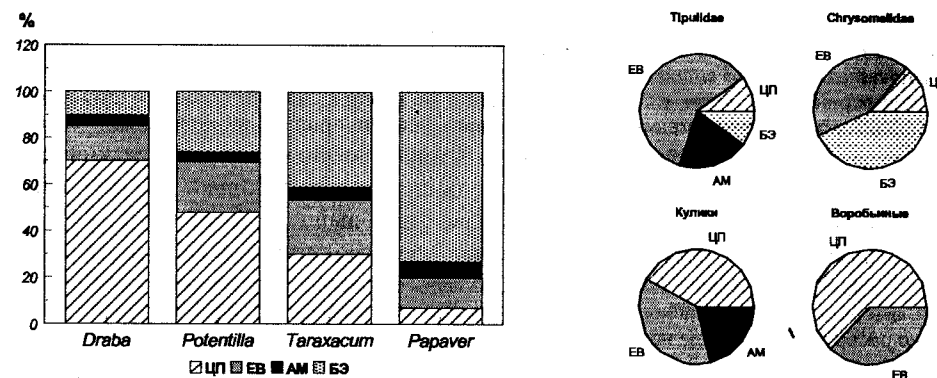 %
120
100
80
60
40
20
0
Draba Potentilla Taraxacum Papaver
ЦП ЕВ АМ БЭ
Tipulidae
ЕВ
ЦП
БЭ
АМ
Chrysomelidae
ЕВ
Ц
БЭ
Кулики
ЦП
ЕВ
АМ
Воробьиные
ЦП
ЕВ